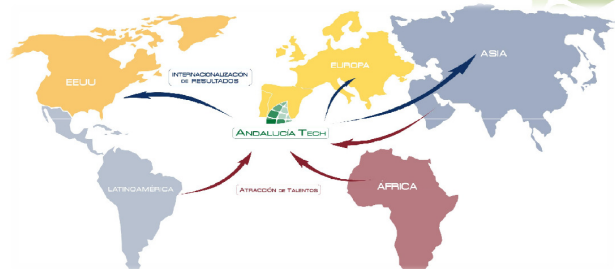 EEUU
INTERNACIONALIZACIÓN
DE RESULTADOS
EUROPA
ASIA
ANDALUCÍA TECH
LATINOAMÉRICA
ATRACCIÓN DE TALENTOS
ÁFRICA